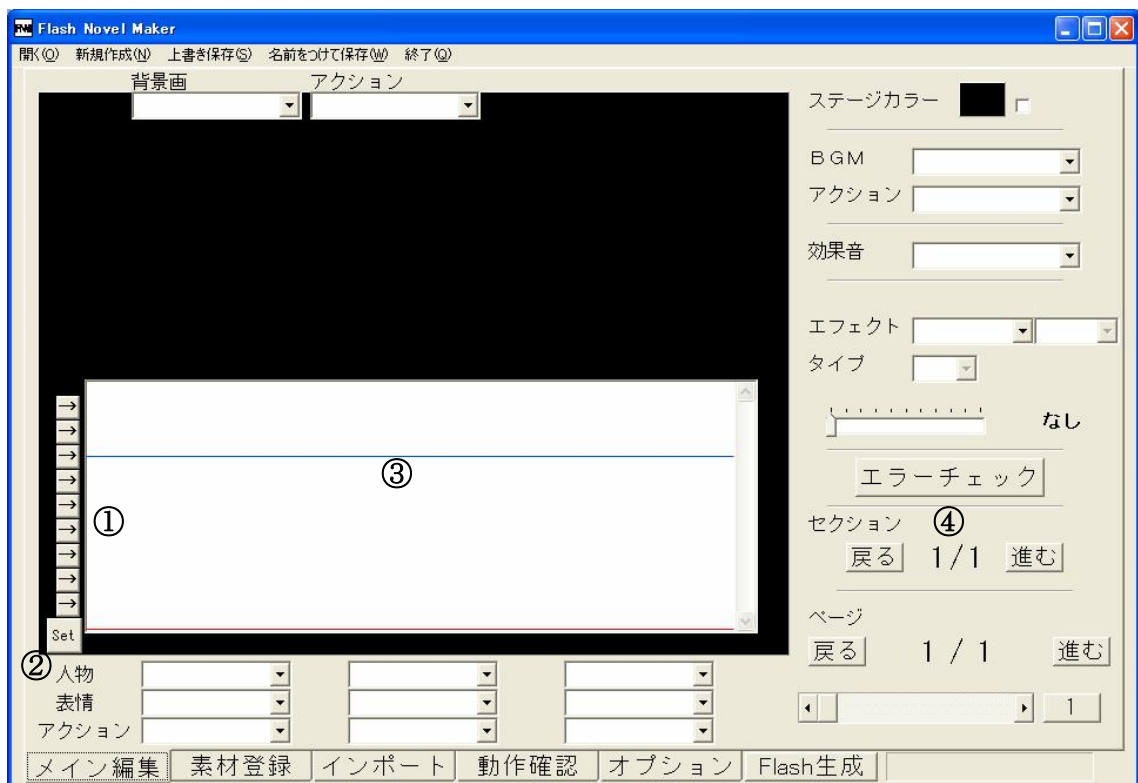 Flash Novel Maker
開く(O) 新規作成(N) 上書き保存(S) 名前をつけて保存(W) 終了(Q)
背景画 アクション
ステージカラー
BGM
アクション
効果音
エフェクト
タイプ
なし
エラーチェック
セクション ④
戻る 1/1 進む
ページ
戻る 1 / 1 進む
1
→
→
→
→
→
→
→
→
→
③
①
Set
②
人物
表情
アクション
メイン編集 素材登録 インポート 動作確認 オプション Flash生成